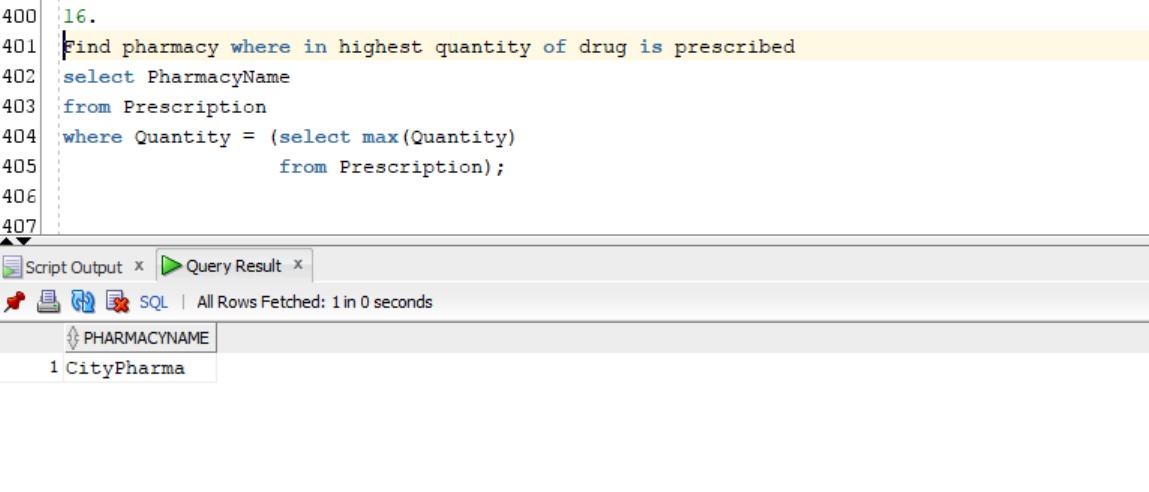 400 16.
401 Find pharmacy where in highest quantity of drug is prescribed
402 select PharmacyName
403 from Prescription
404 where Quantity = (select max(Quantity)
405 from Prescription);
406
407
Script Output x Query Result x
SQL | All Rows Fetched: 1 in 0 seconds
PHARMACYNAME
1 CityPharma